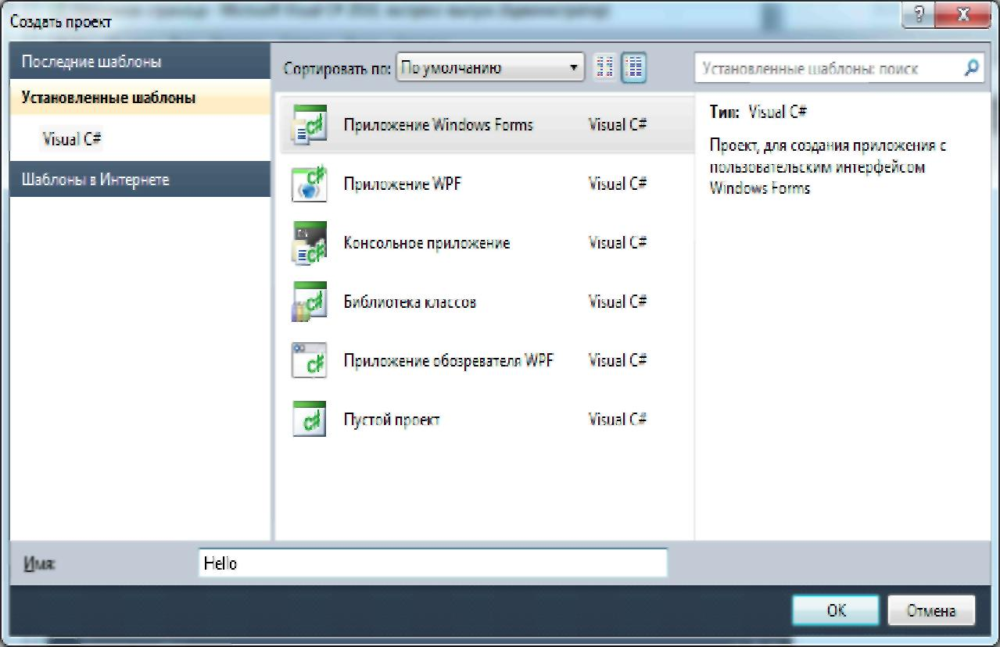 Создать проект
Последние шаблоны
Установленные шаблоны
Visual C#
Шаблоны в Интернете
Сортировать по: По умолчанию
Установленные шаблоны: поиск
Приложение Windows Forms Visual C#
Приложение WPF Visual C#
Консольное приложение Visual C#
Библиотека классов Visual C#
Приложение обозревателя WPF Visual C#
Пустой проект Visual C#
Тип: Visual C#
Проект, для создания приложения с
пользовательским интерфейсом
Windows Forms
Имя: Hello
OK Отмена